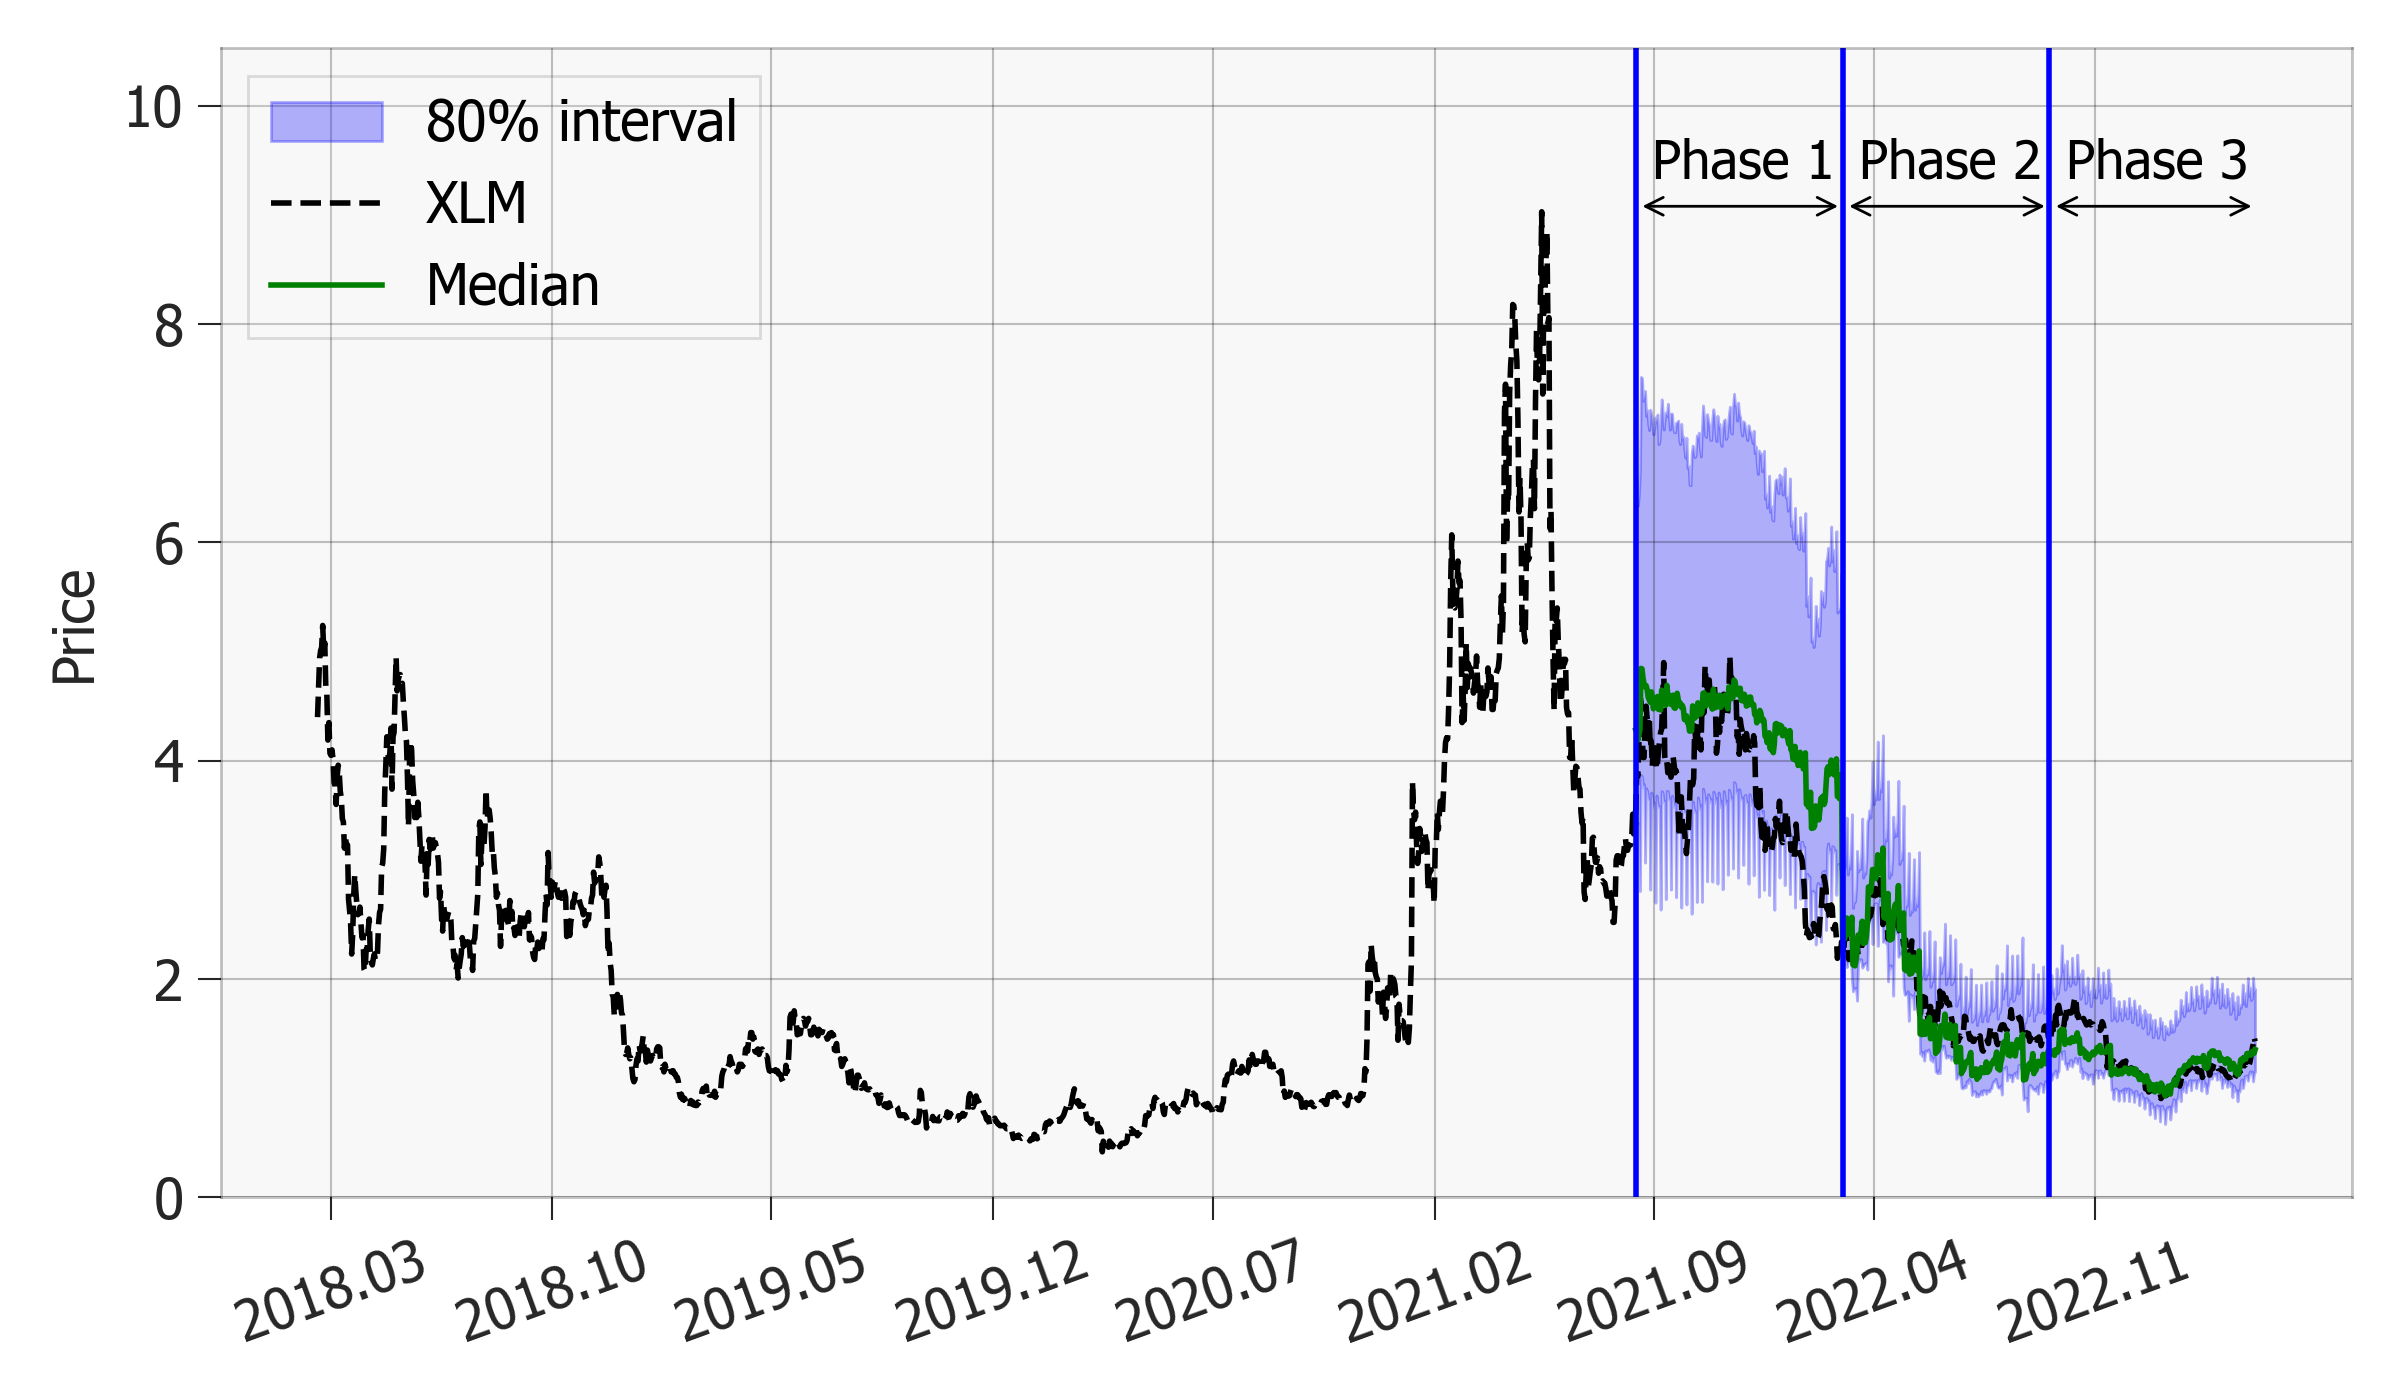 80% interval
XLM
Median
Phase 1
Phase 2
Phase 3
Price
10
8
6
4
2
0
2018.03
2018.10
2019.05
2019.12
2020.07
2021.02
2021.09
2022.04
2022.11